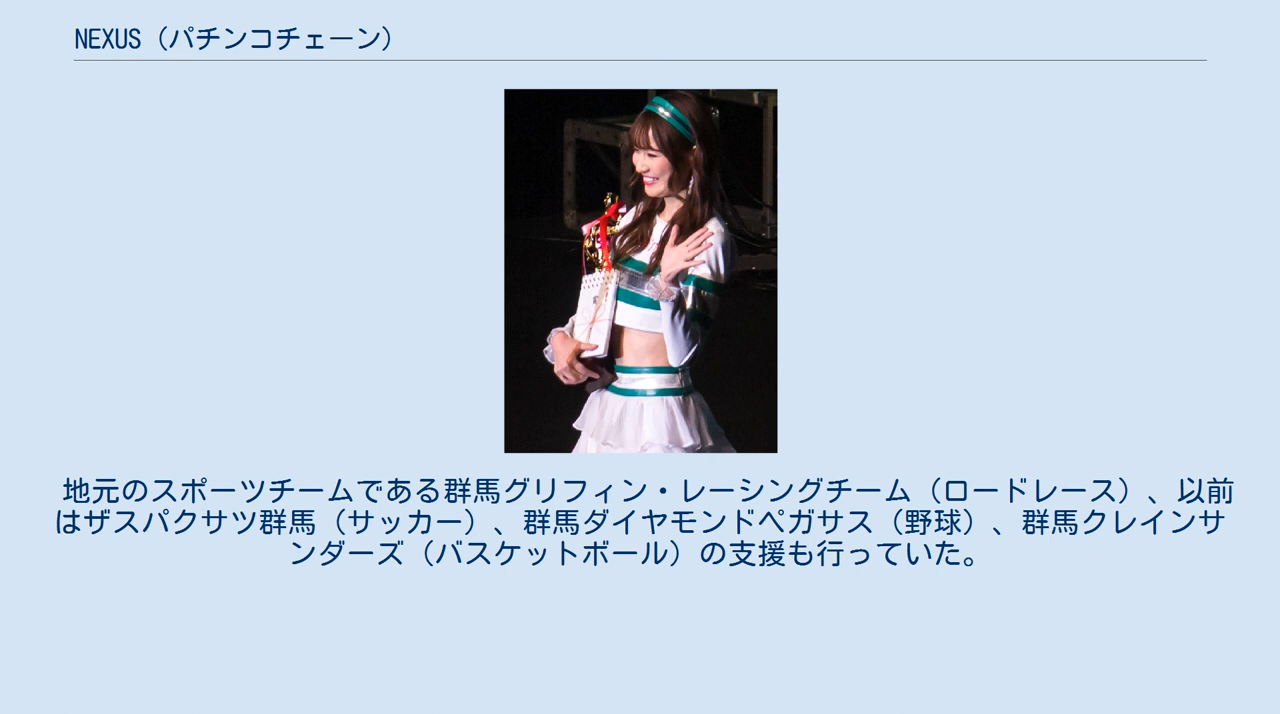 NEXUS（パチンコチェーン）
地元のスポーツチームである群馬グリフィン・レーシングチーム（ロードレース）、以前
はザスパクサツ群馬（サッカー）、群馬ダイヤモンドペガサス（野球）、群馬クレインサ
ンダーズ（バスケットボール）の支援も行っていた。